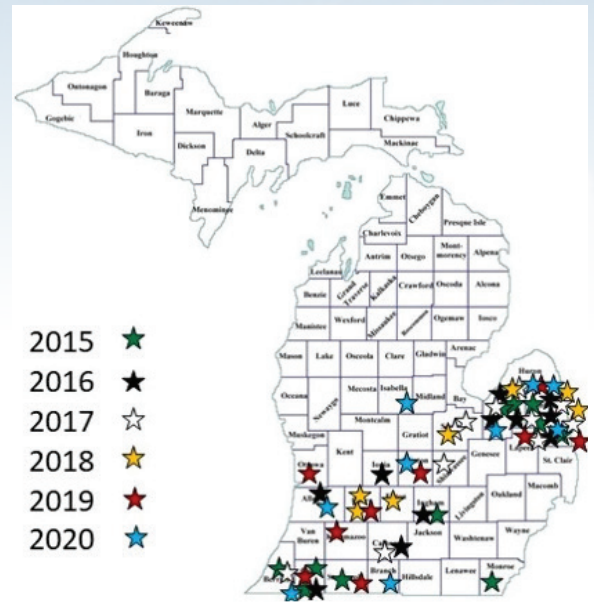 Keweenaw
Houghton
Ontonagon
Baraga
Gogebic
Marquette
Luce
Alger
Chippewa
Iron
Schoolcraft
Mackinac
Dickson
Delta
Menominee
Emmet
Cheboygan
Presque Isle
Charlevoix
Antrim
Otsego
Mont-
morency
Alpena
Leelanau
Benzie
Grand
Traverse
Kalkaska
Crawford
Oscoda
Alcona
Manistee
Wexford
Missaukee
Roscommon
Ogemaw
Iosco
Arenac
Mason
Lake
Osceola
Clare
Gladwin
Huron
Oceana
Newaygo
Mecosta
Isabella
Midland
Bay
Montcalm
Gratiot
Muskegon
Kent
Genesee
St. Clair
Ottawa
Shiawassee
Macomb
Oakland
Livingston
Ingham
Van
Buren
Jackson
Washtenaw
Wayne
Branch
Hillsdale
Lenawee
Monroe
2015
2016
2017
2018
2019
2020